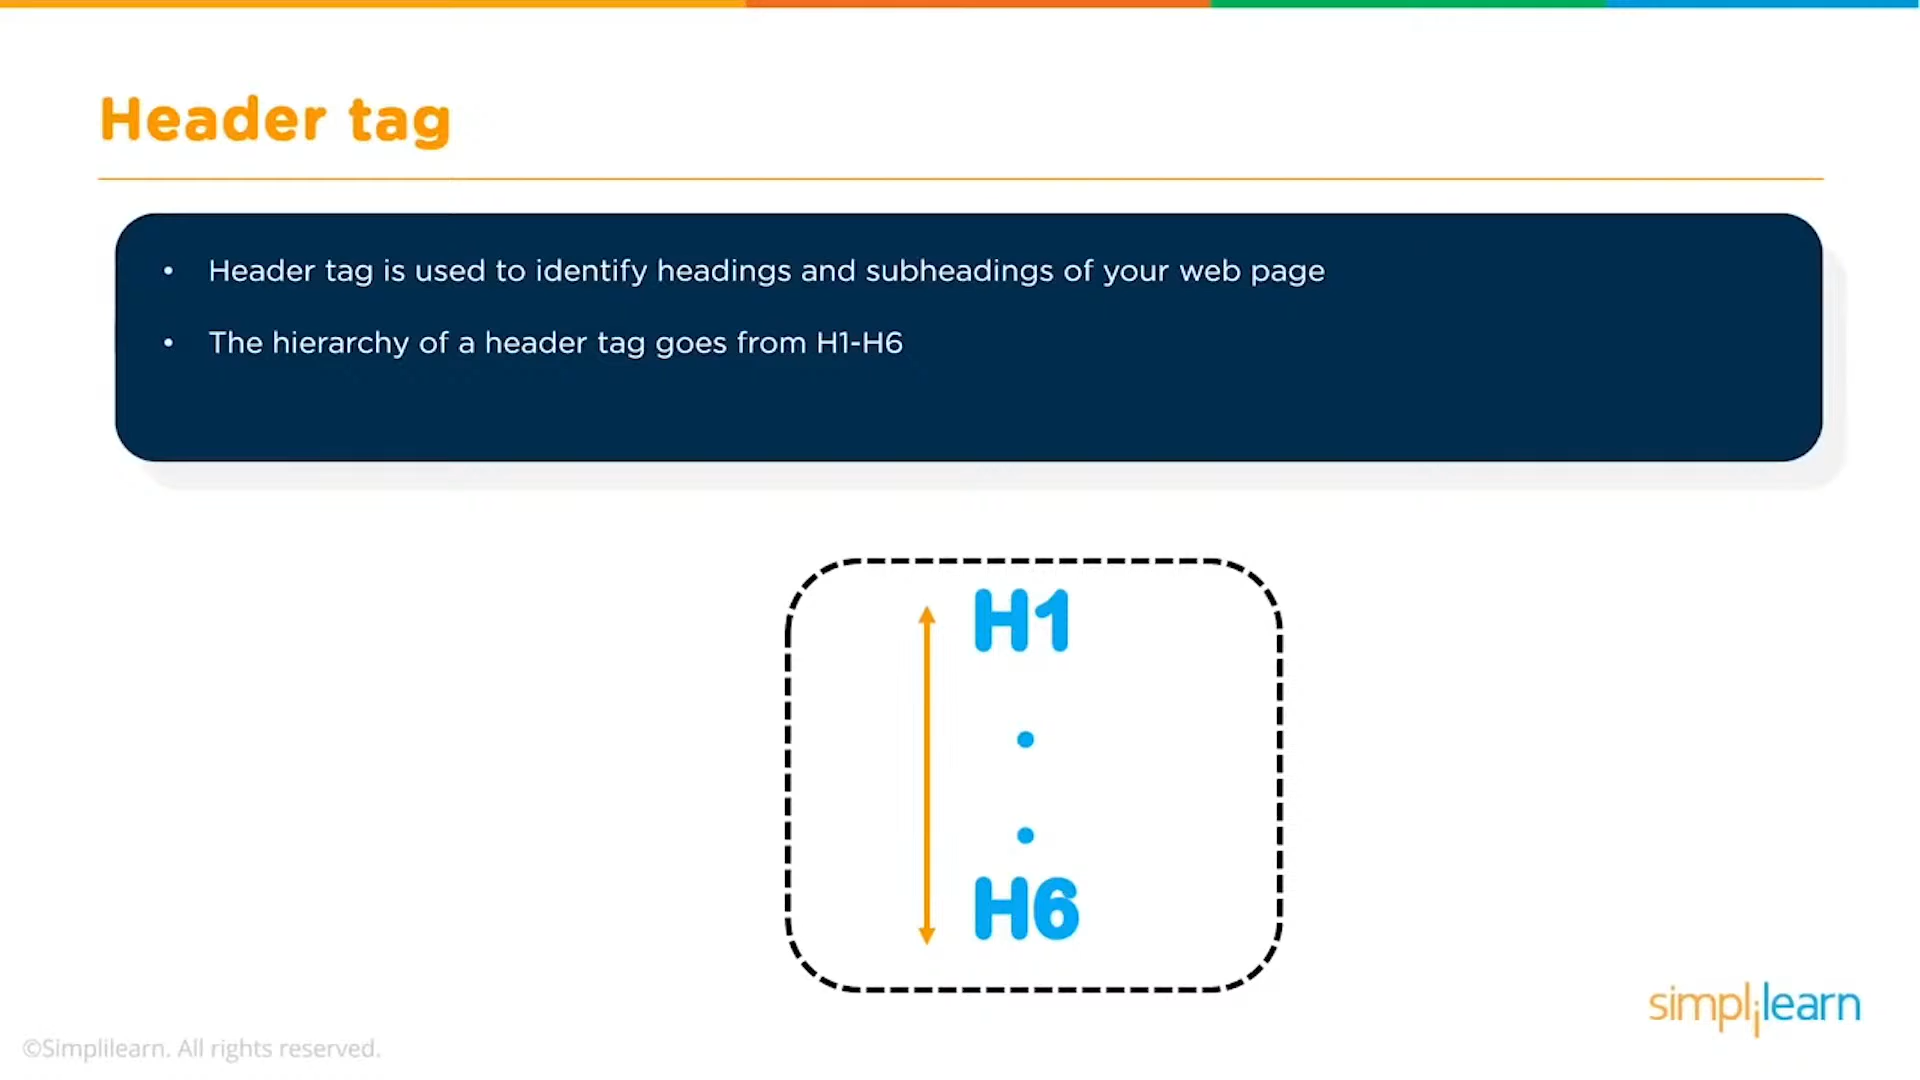 Header tag
• Header tag is used to identify headings and subheadings of your web page
• The hierarchy of a header tag goes from H1-H6
H1
H6
simplilearn
©Simplilearn. All rights reserved.